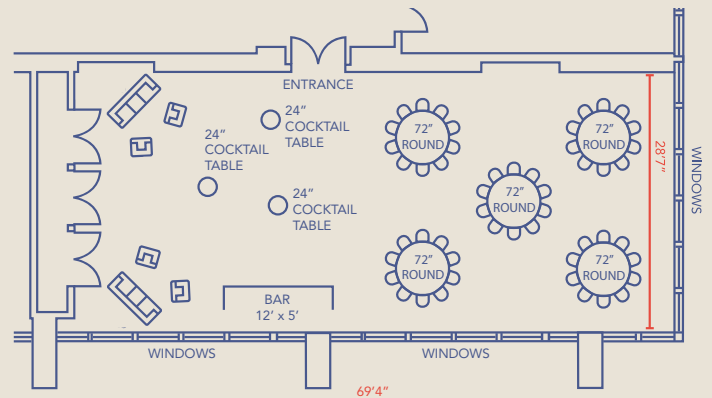 ENTRANCE
24”
COCKTAIL
TABLE
24”
COCKTAIL
TABLE
24”
COCKTAIL
TABLE
72”
ROUND
72”
ROUND
72”
ROUND
72”
ROUND
72”
ROUND
28’7”
WINDOWS
BAR
12’ x 5’
WINDOWS
WINDOWS
69’4”